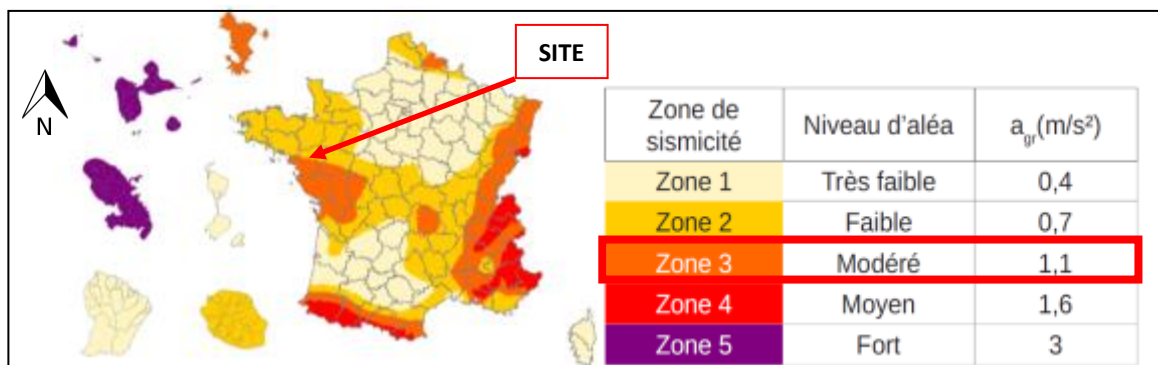 SITE
N
Zone de
sismicité
Niveau d'aléa
a_gr(m/s²)
Zone 1
Très faible
0,4
Zone 2
Faible
0,7
Zone 3
Modéré
1,1
Zone 4
Moyen
1,6
Zone 5
Fort
3